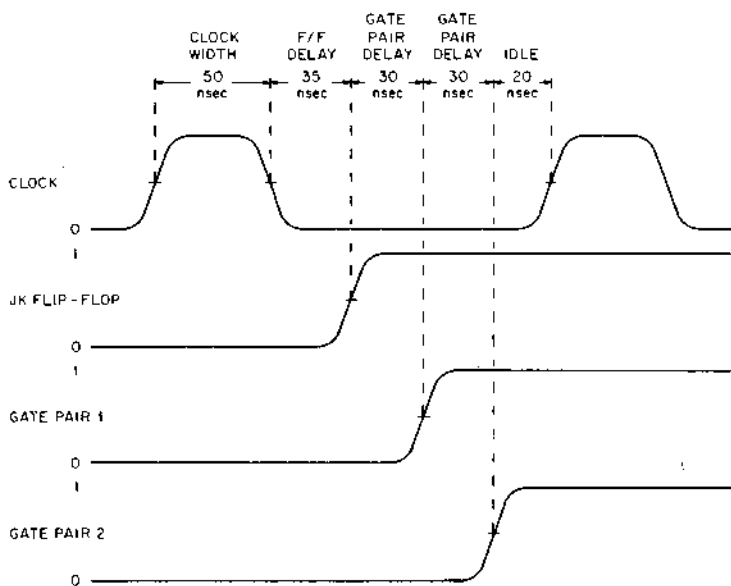 CLOCK WIDTH
50 nsec
F/F DELAY
35 nsec
GATE PAIR DELAY
30 nsec
GATE PAIR DELAY
30 nsec
IDLE
20 nsec
CLOCK
0
1
JK FLIP-FLOP
0
1
GATE PAIR 1
0
1
GATE PAIR 2
0